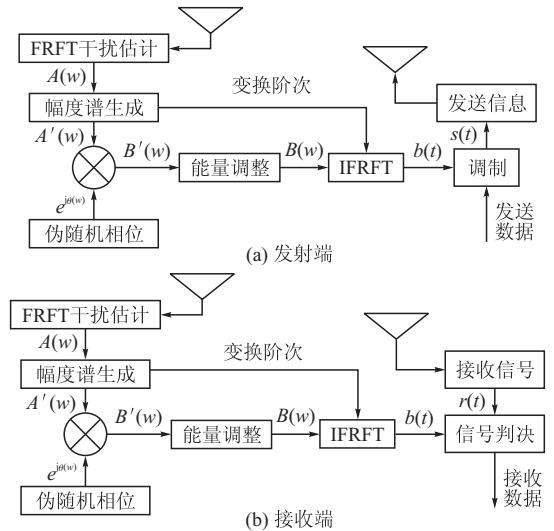 FRFT干扰估计
A(w)
变换阶次
幅度谱生成
发送信息
A′(w)
s(t)
B′(w)
能量调整
B(w)
IFRFT
b(t)
调制
e^{jθ(w)}
伪随机相位
发送
数据
(a) 发射端
FRFT干扰估计
A(w)
变换阶次
幅度谱生成
接收信号
A′(w)
r(t)
B′(w)
能量调整
B(w)
IFRFT
b(t)
信号判决
e^{jθ(w)}
伪随机相位
接收
数据
(b) 接收端